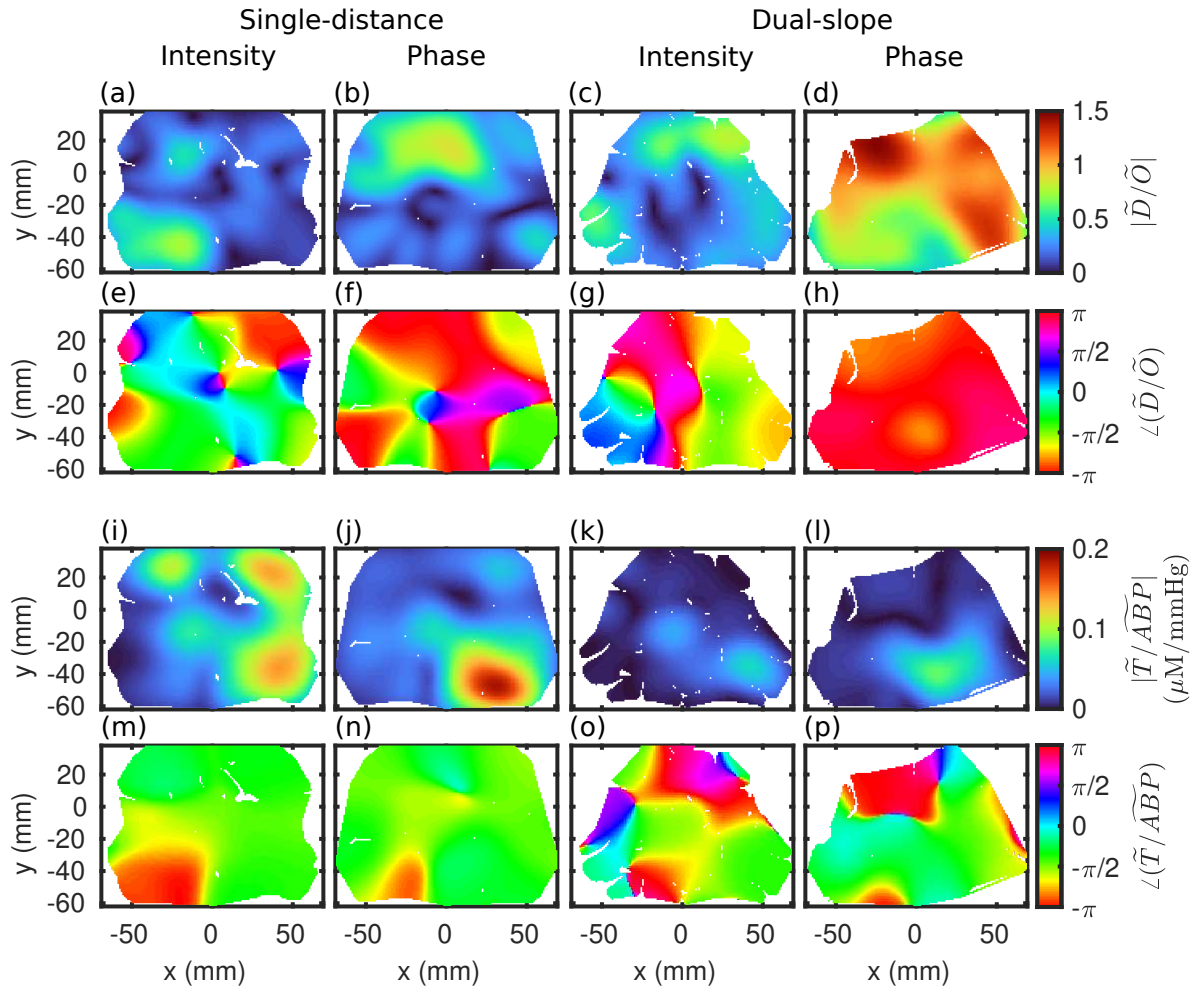 Single-distance Dual-slope
Intensity Phase Intensity Phase
(a) (b) (c) (d)
y (mm) 20 0 -20 -40 -60
1.5 1 0.5 0 |D̃/Õ|
(e) (f) (g) (h)
y (mm) 20 0 -20 -40 -60
π π/2 0 -π/2 -π ∠(D̃/Õ)
(i) (j) (k) (l)
y (mm) 20 0 -20 -40 -60
0.2 0.1 0 |T̃/ÃBP| (μM/mmHg)
(m) (n) (o) (p)
y (mm) 20 0 -20 -40 -60
π π/2 0 -π/2 -π ∠(T̃/ÃBP)
-50 0 50 -50 0 50 -50 0 50 -50 0 50
x (mm) x (mm) x (mm) x (mm)